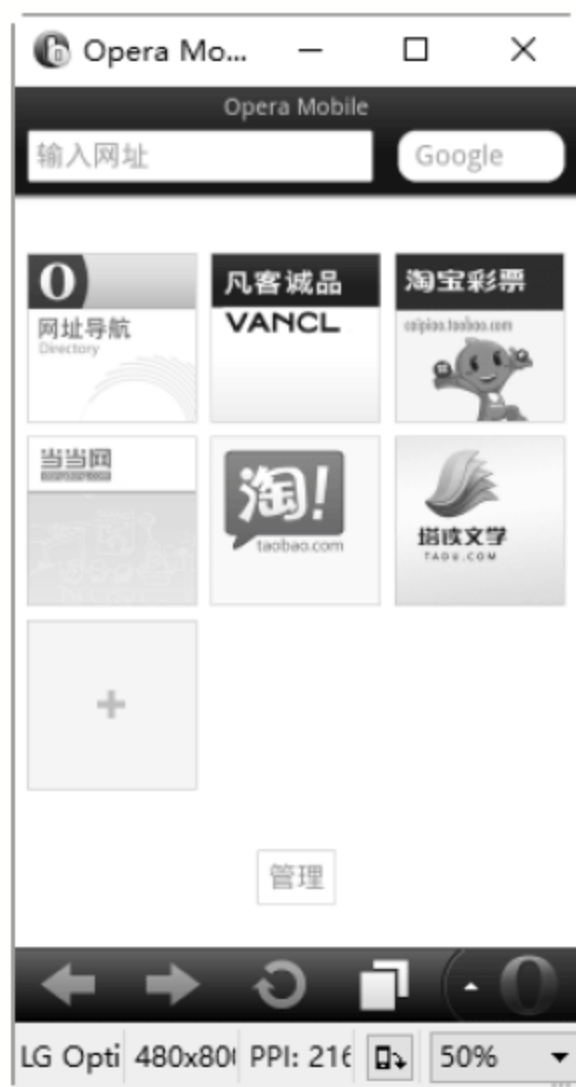 Opera Mo...
Opera Mobile
输入网址
Google
O
网址导航
Directory
凡客诚品
VANCL
淘宝彩票
caipiao.taobao.com
当当网
淘!
taobao.com
塔读文学
TADU.COM
+
管理
LG Opti
480x80
PPI: 216
50%